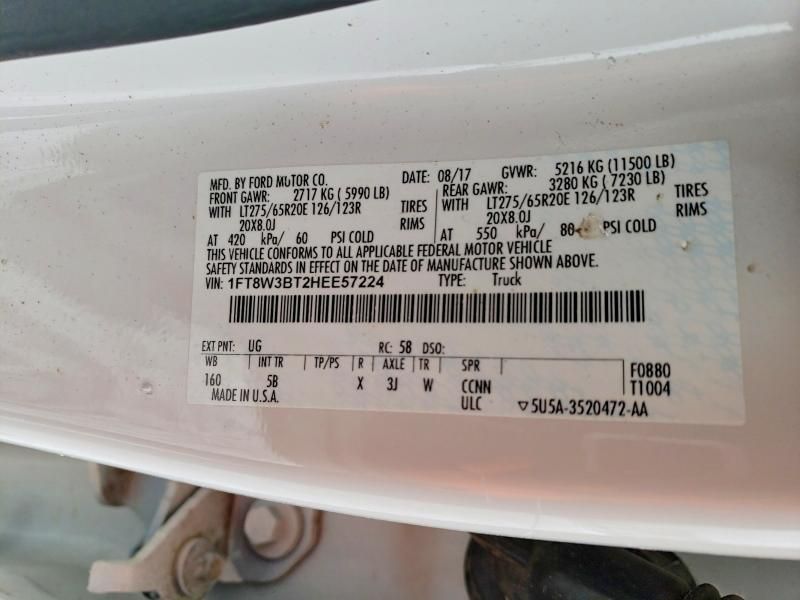 MFD. BY FORD MOTOR CO. DATE: 08/17 GVWR: 5216 KG (11500 LB)
FRONT GAWR: 2717 KG ( 5990 LB) REAR GAWR: 3280 KG ( 7230 LB)
WITH LT275/65R20E 126/123R TIRES WITH LT275/65R20E 126/123R TIRES
20X8.0J RIMS 20X8.0J RIMS
AT 420 kPa/ 60 PSI COLD AT 550 kPa/ 80 PSI COLD
THIS VEHICLE CONFORMS TO ALL APPLICABLE FEDERAL MOTOR VEHICLE
SAFETY STANDARDS IN EFFECT ON THE DATE OF MANUFACTURE SHOWN ABOVE.
VIN: 1FT8W3BT2HEE57224 TYPE: Truck
EXT PNT: UG RC: 58 DSO:
WB INT TR TP/PS R AXLE TR SPR F0880
160 5B X 3J W CCNN T1004
MADE IN U.S.A. ULC ▽5U5A-3520472-AA